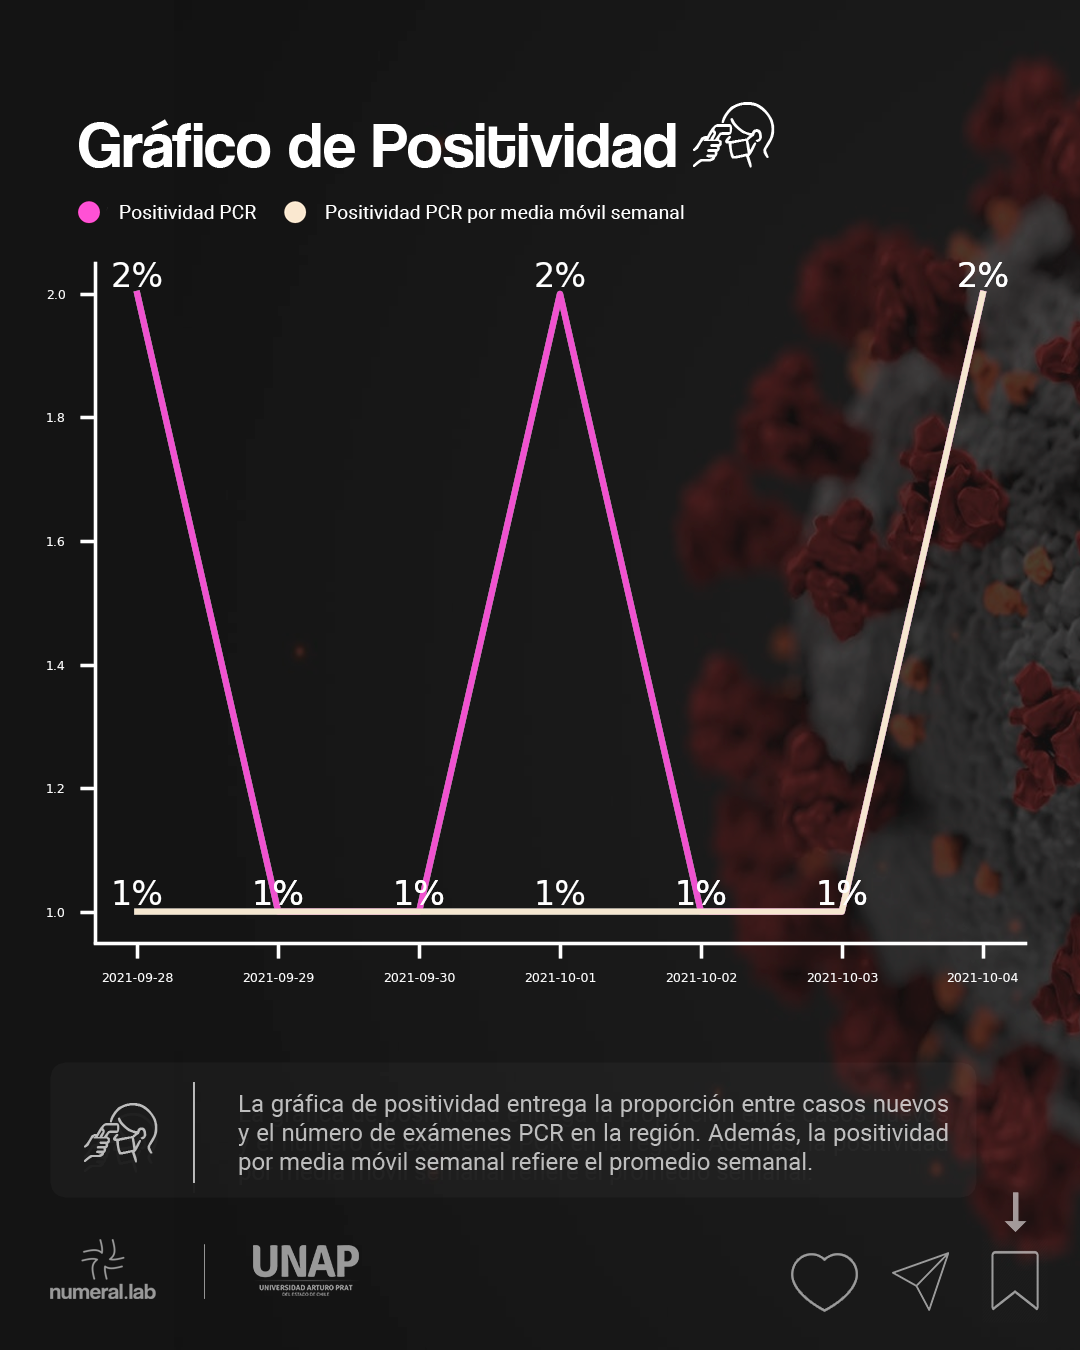 Gráfico de Positividad
Positividad PCR
Positividad PCR por media móvil semanal
2% 2% 2%
2.0
1.8
1.6
1.4
1.2
1% 1% 1% 1% 1% 1%
1.0
2021-09-28 2021-09-29 2021-09-30 2021-10-01 2021-10-02 2021-10-03 2021-10-04
La gráfica de positividad entrega la proporción entre casos nuevos
y el número de exámenes PCR en la región. Además, la positividad
por media móvil semanal refiere el promedio semanal.
numeral.lab
UNAP
UNIVERSIDAD ARTURO PRAT
DEL ESTADO DE CHILE